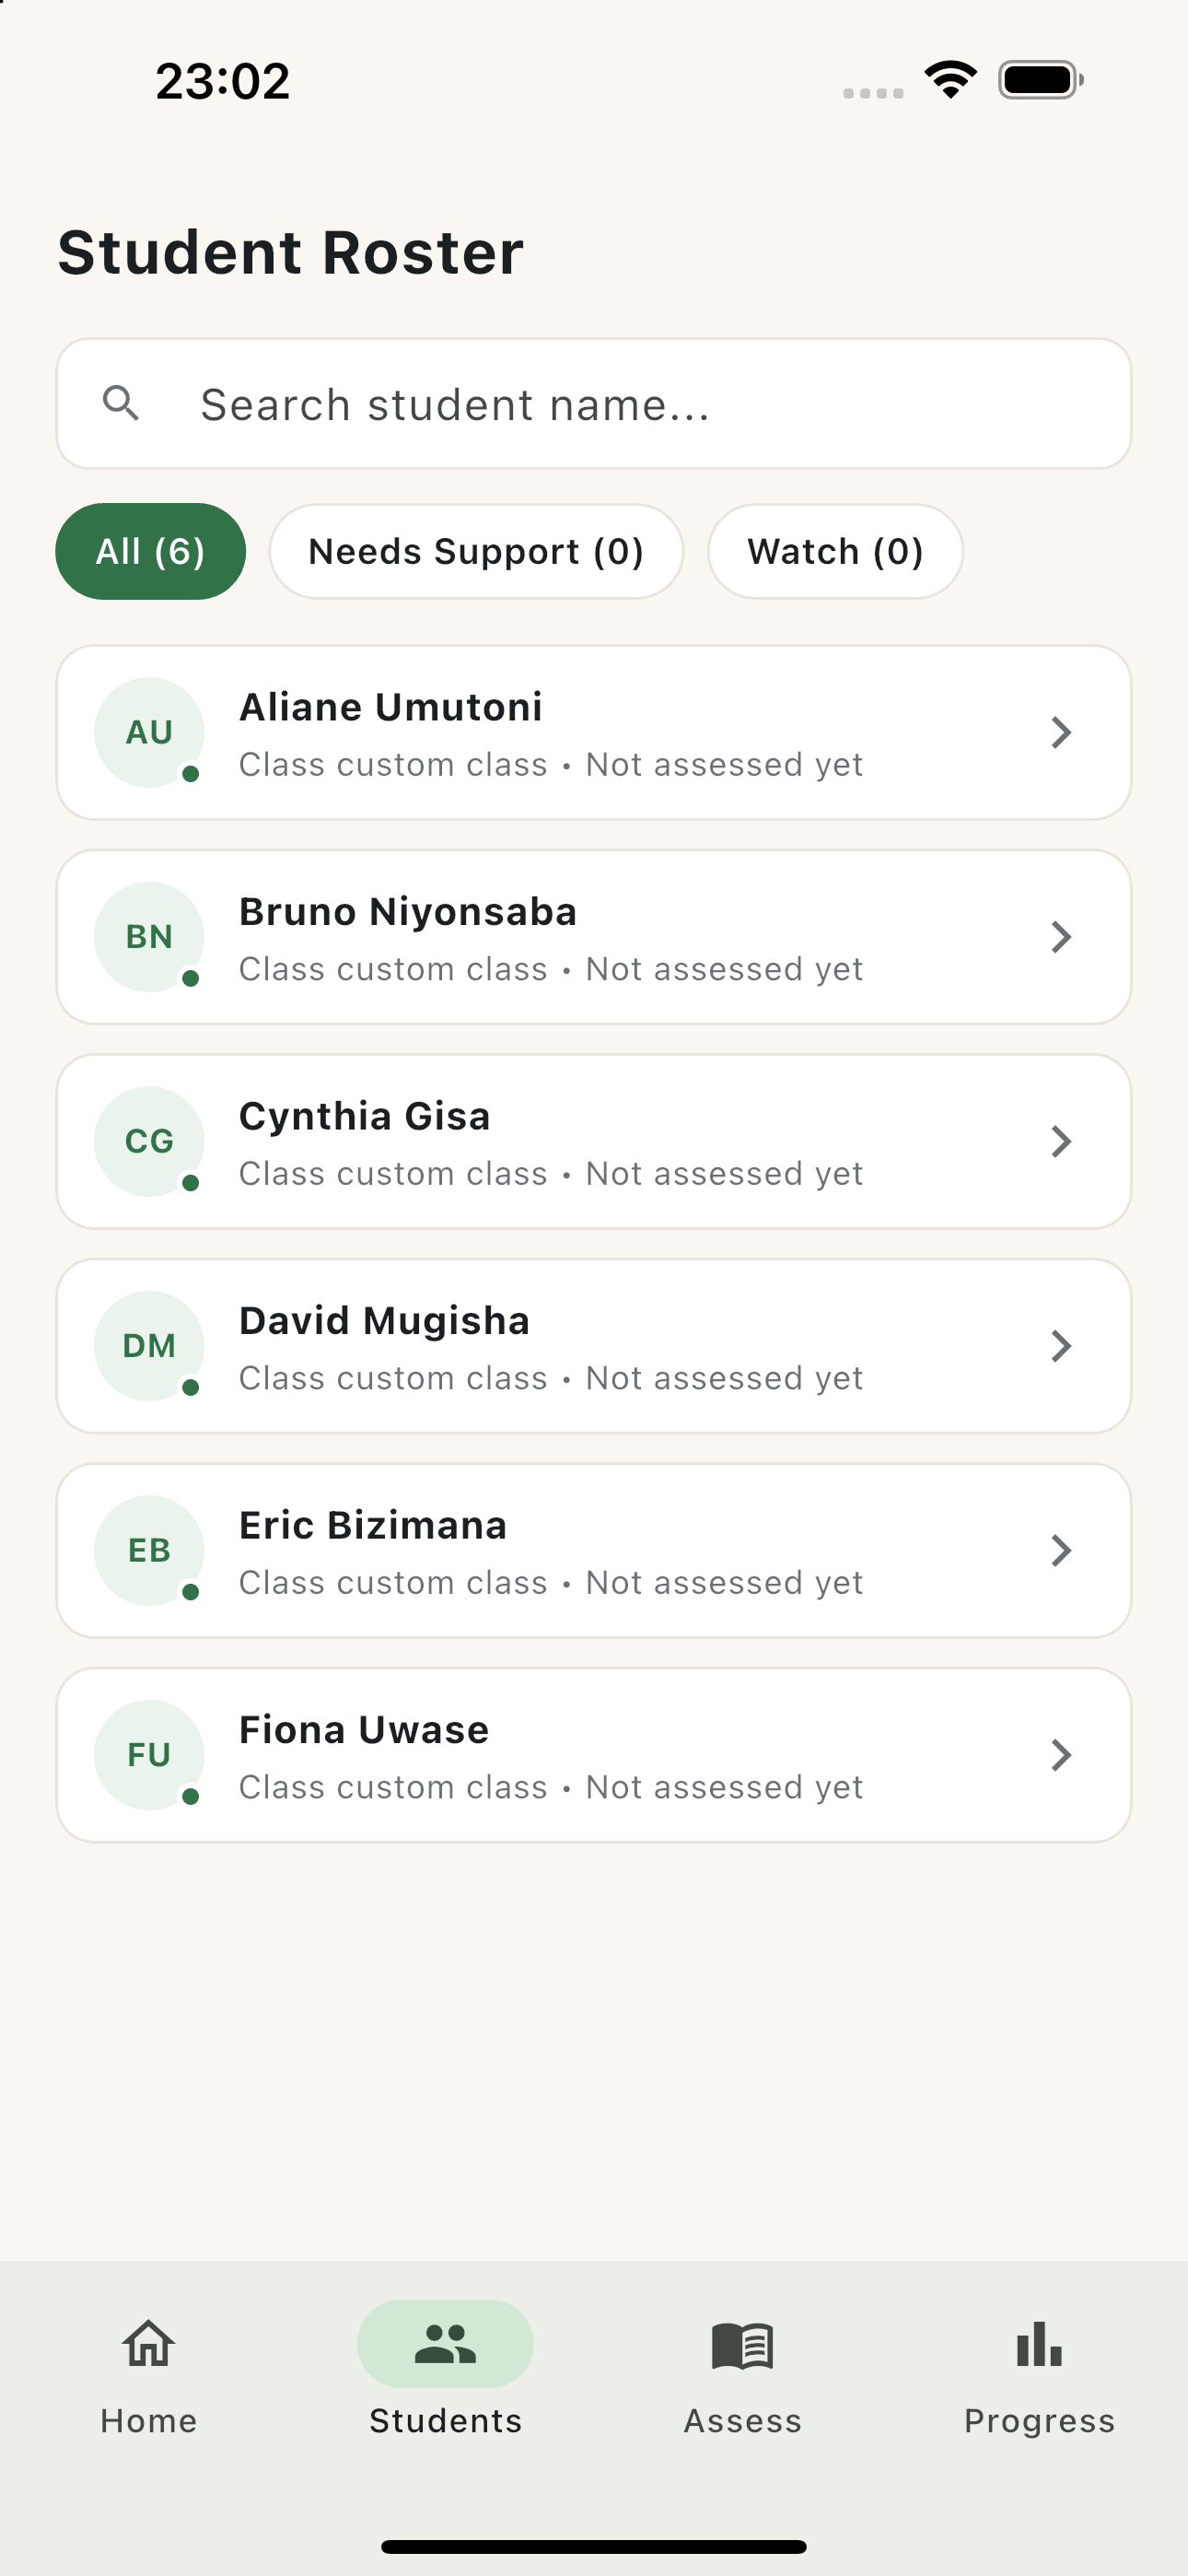 23:02
Student Roster
Search student name...
All (6)
Needs Support (0)
Watch (0)
AU
Aliane Umutoni
Class custom class • Not assessed yet
BN
Bruno Niyonsaba
Class custom class • Not assessed yet
CG
Cynthia Gisa
Class custom class • Not assessed yet
DM
David Mugisha
Class custom class • Not assessed yet
EB
Eric Bizimana
Class custom class • Not assessed yet
FU
Fiona Uwase
Class custom class • Not assessed yet
Home
Students
Assess
Progress